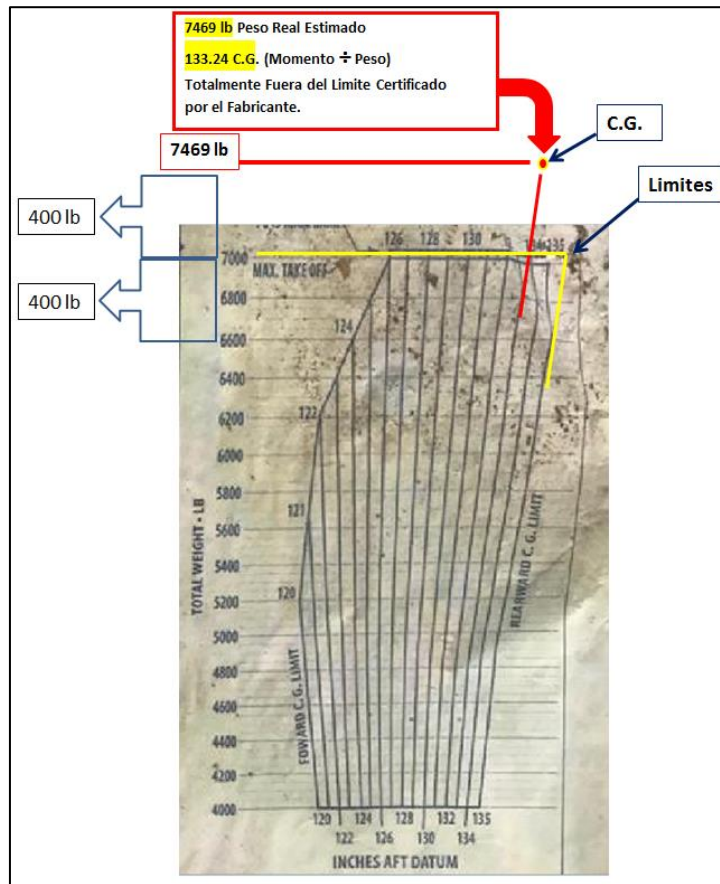 7469 lb Peso Real Estimado
133.24 C.G. (Momento ÷ Peso)
Totalmente Fuera del Limite Certificado
por el Fabricante.
C.G.
7469 lb
Limites
400 lb
400 lb
126 128 130 135
7000
MAX. TAKE OFF
6800
124
6600
6400
122
6200
6000
5800
121
5600
5400
120
5200
5000
4800
4600
4400
4200
4000
TOTAL WEIGHT - LB
FOWARD C.G. LIMIT
REARWARD C.G. LIMIT
120 124 128 132 135
122 126 130 134
INCHES AFT DATUM